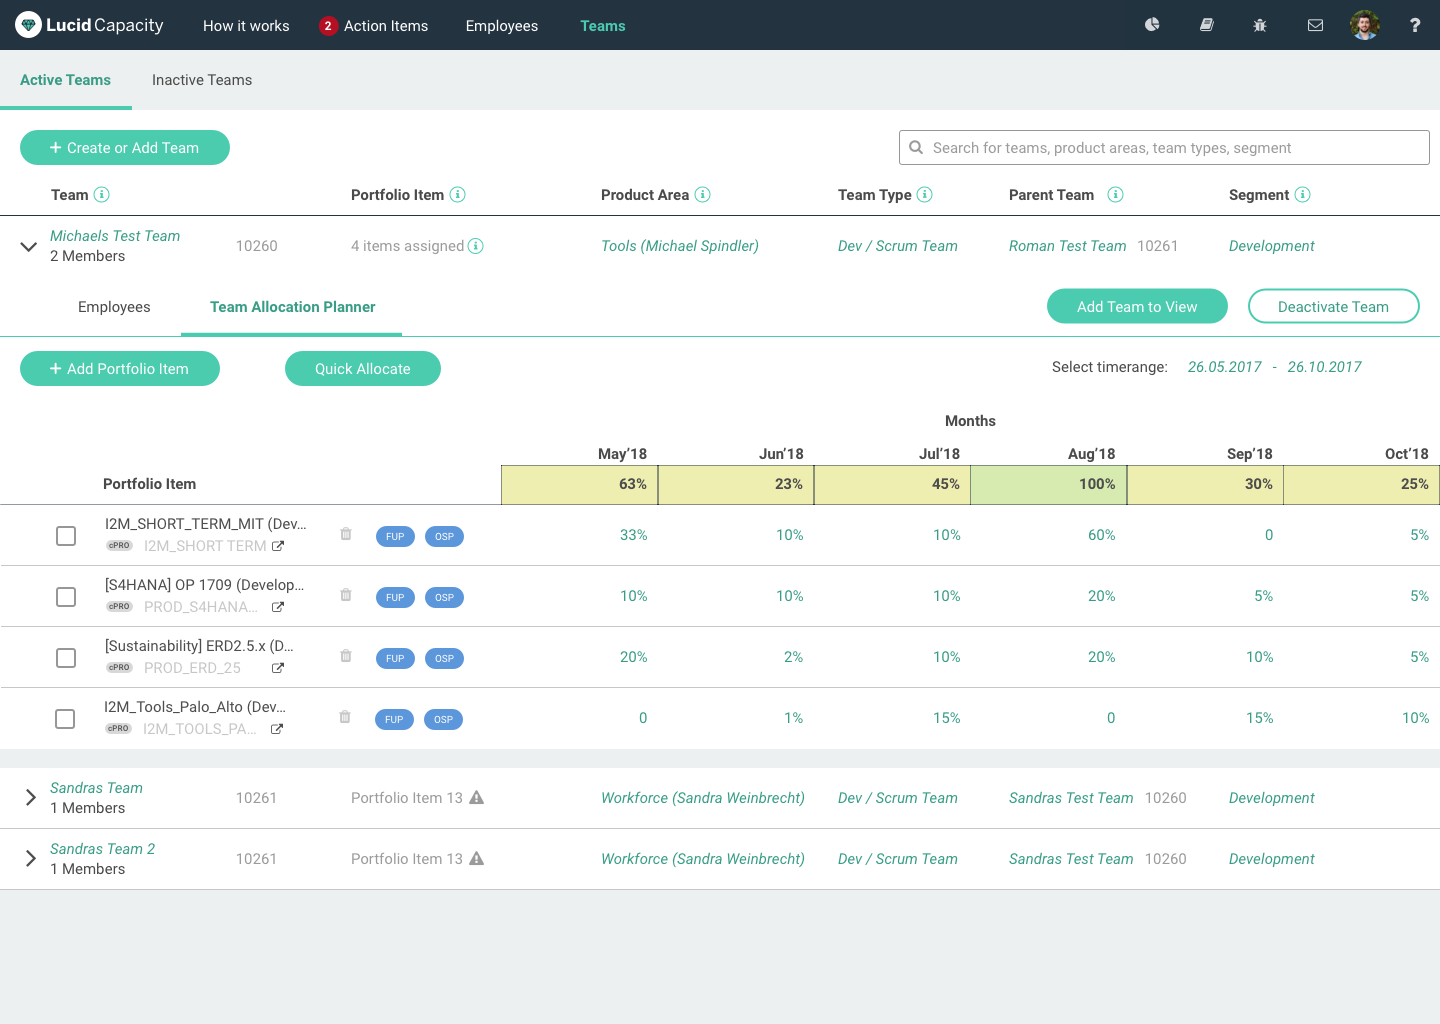 LucidCapacity How it works 2 Action Items Employees Teams ?
Active Teams Inactive Teams
+ Create or Add Team Search for teams, product areas, team types, segment
Team i Portfolio Item i Product Area i Team Type i Parent Team i Segment i
Michaels Test Team
2 Members 10260 4 items assigned i Tools (Michael Spindler) Dev / Scrum Team Roman Test Team 10261 Development
Employees Team Allocation Planner Add Team to View Deactivate Team
+ Add Portfolio Item Quick Allocate Select timerange: 26.05.2017 - 26.10.2017
Months
May’18 Jun’18 Jul’18 Aug’18 Sep’18 Oct’18
Portfolio Item 63% 23% 45% 100% 30% 25%
I2M_SHORT_TERM_MIT (Dev...
cPRO I2M_SHORT TERM FUP OSP 33% 10% 10% 60% 0 5%
[S4HANA] OP 1709 (Develop...
cPRO PROD_S4HANA... FUP OSP 10% 10% 10% 20% 5% 5%
[Sustainability] ERD2.5.x (D...
cPRO PROD_ERD_25 FUP OSP 20% 2% 10% 20% 10% 5%
I2M_Tools_Palo_Alto (Dev...
cPRO I2M_TOOLS_PA... FUP OSP 0 1% 15% 0 15% 10%
Sandras Team
1 Members 10261 Portfolio Item 13 Workforce (Sandra Weinbrecht) Dev / Scrum Team Sandras Test Team 10260 Development
Sandras Team 2
1 Members 10261 Portfolio Item 13 Workforce (Sandra Weinbrecht) Dev / Scrum Team Sandras Test Team 10260 Development